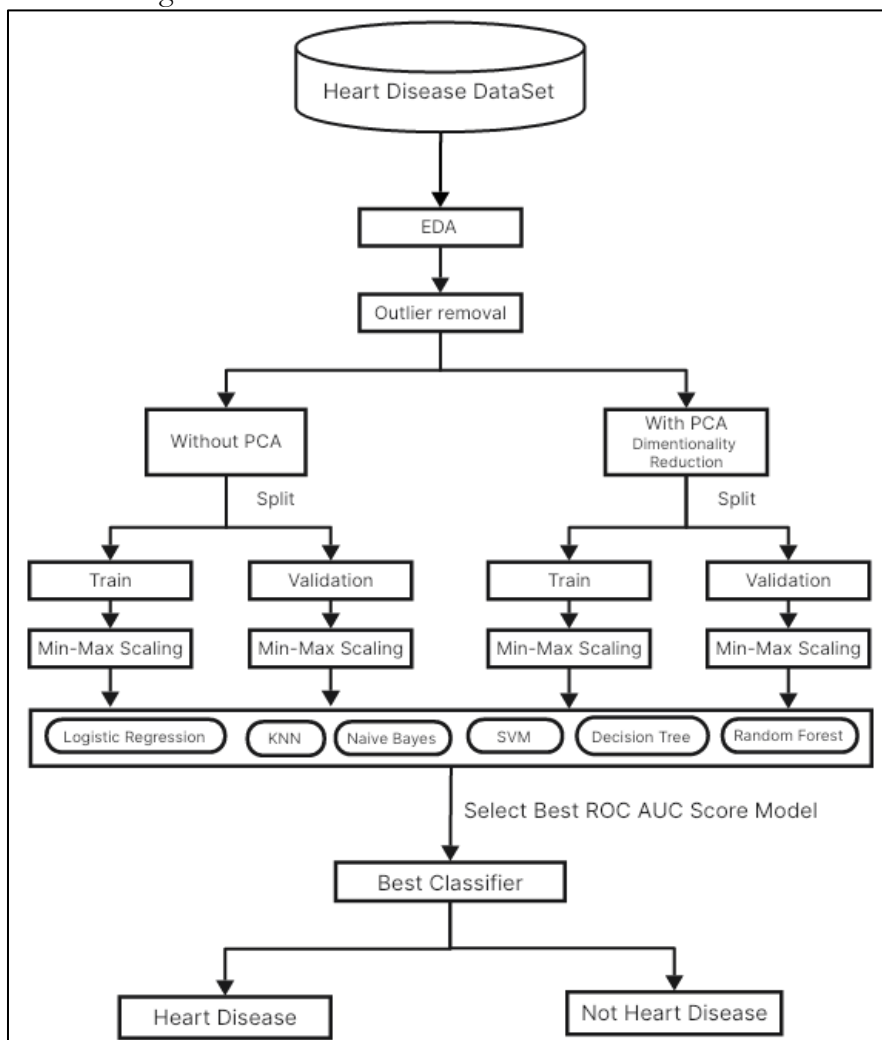 Heart Disease DataSet
EDA
Outlier removal
Without PCA
With PCA
Dimentionality
Reduction
Split
Split
Train
Validation
Train
Validation
Min-Max Scaling
Min-Max Scaling
Min-Max Scaling
Min-Max Scaling
Logistic Regression
KNN
Naive Bayes
SVM
Decision Tree
Random Forest
Select Best ROC AUC Score Model
Best Classifier
Heart Disease
Not Heart Disease